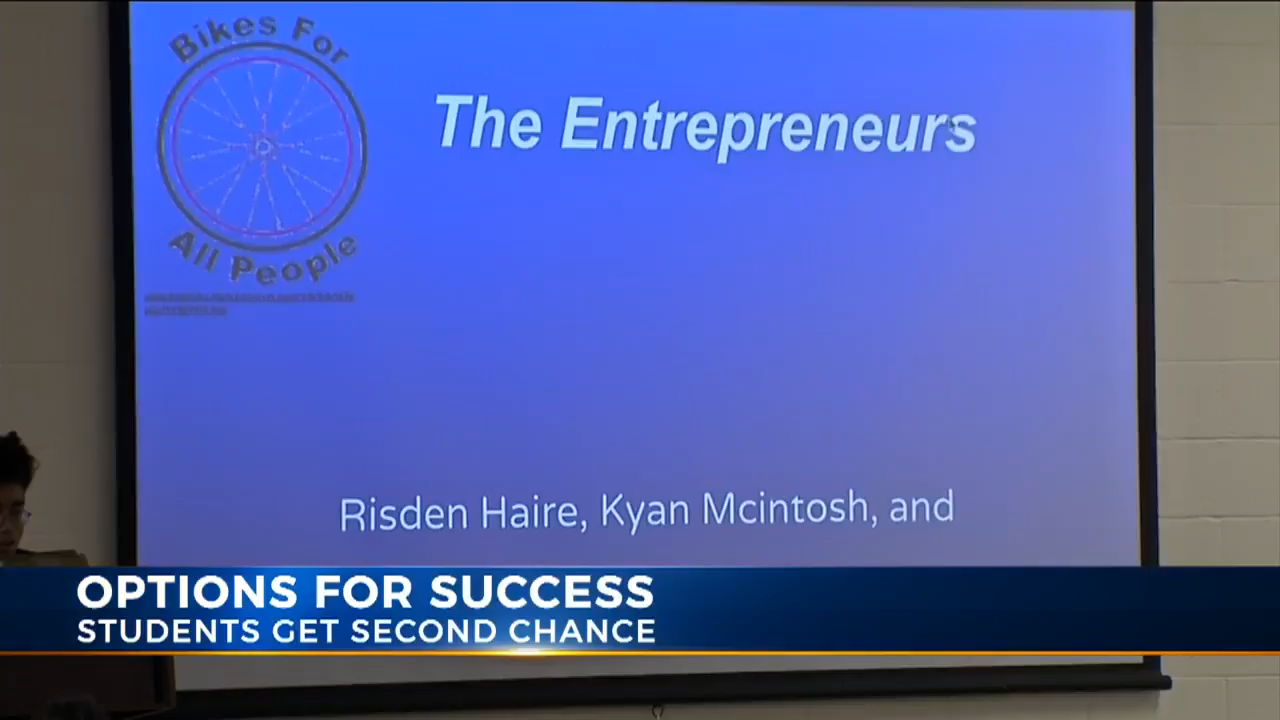 Bikes For
All People
The Entrepreneurs
Risden Haire, Kyan Mcintosh, and
OPTIONS FOR SUCCESS
STUDENTS GET SECOND CHANCE